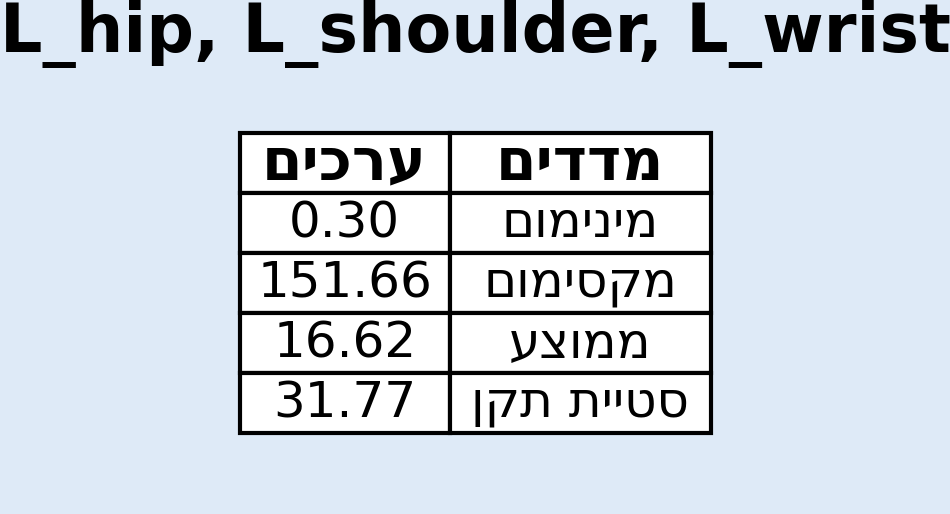 L_hip, L_shoulder, L_wrist
מדדים ערכים
מינימום 0.30
מקסימום 151.66
ממוצע 16.62
סטיית תקן 31.77